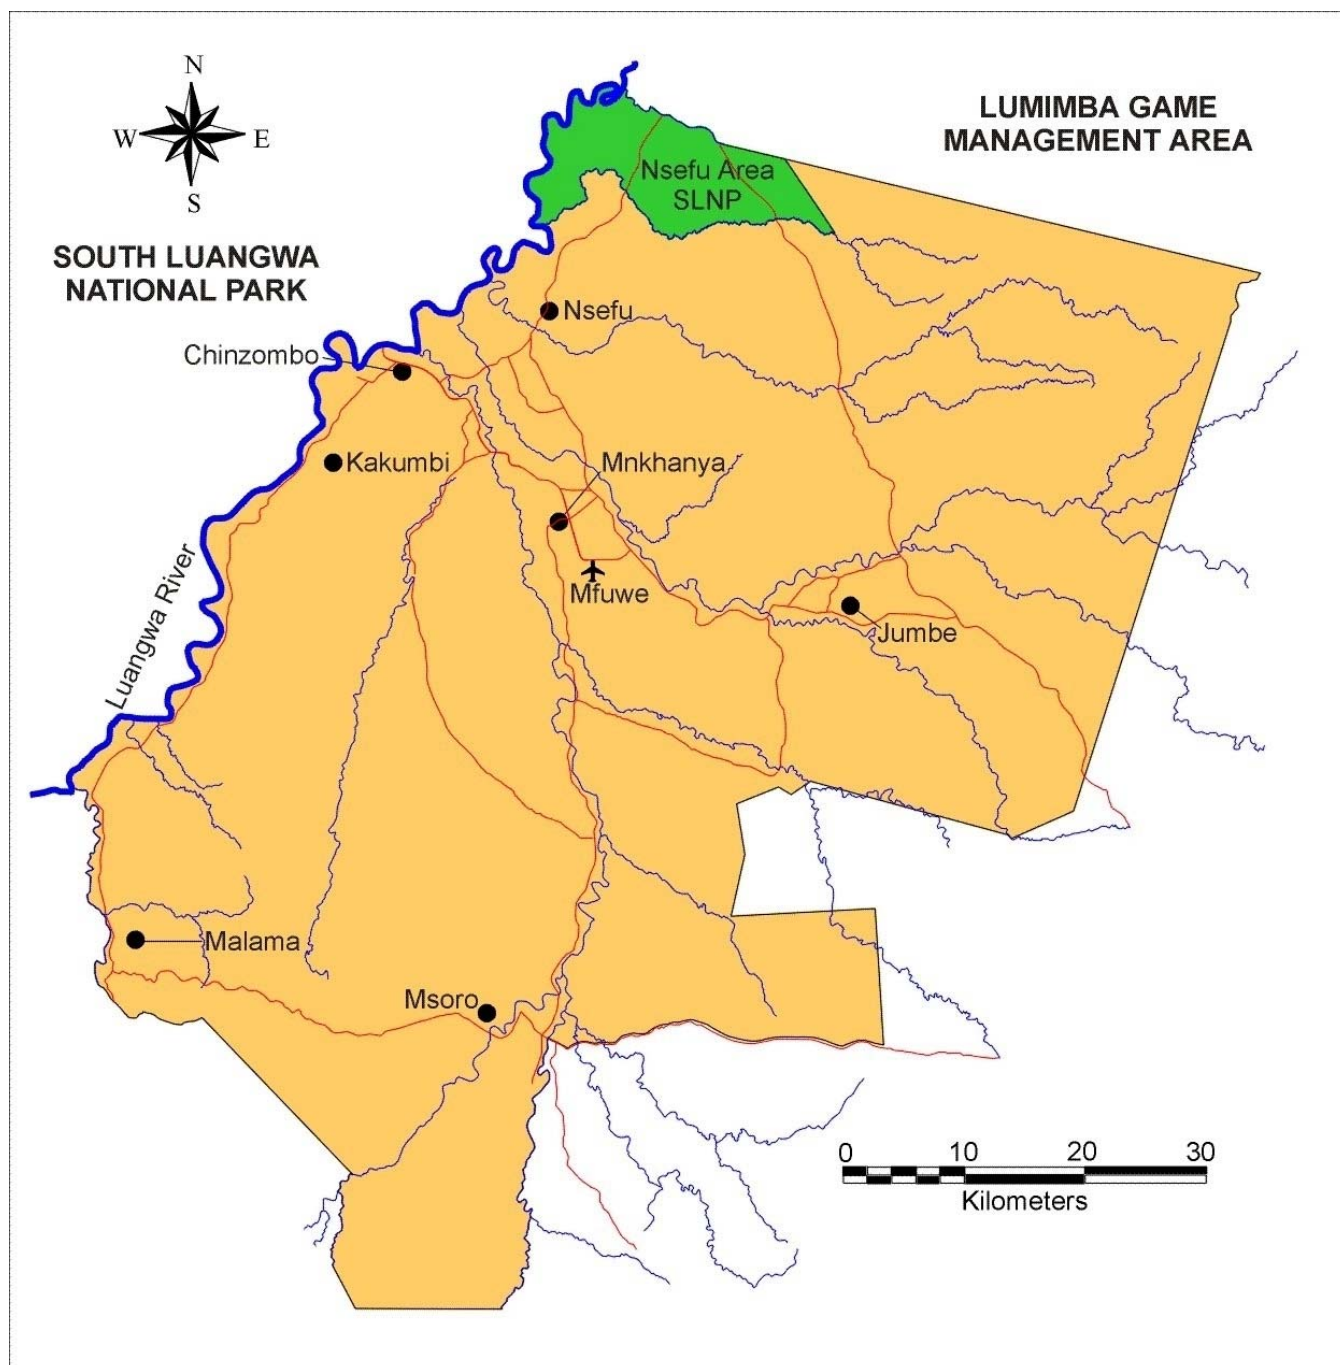 N
W E
S
LUMIMBA GAME
MANAGEMENT AREA
Nsefu Area
SLNP
SOUTH LUANGWA
NATIONAL PARK
Nsefu
Chinzombo
Kakumbi
Mnkhanya
Mfuwe
Jumbe
Luangwa River
Malama
Msoro
0 10 20 30
Kilometers